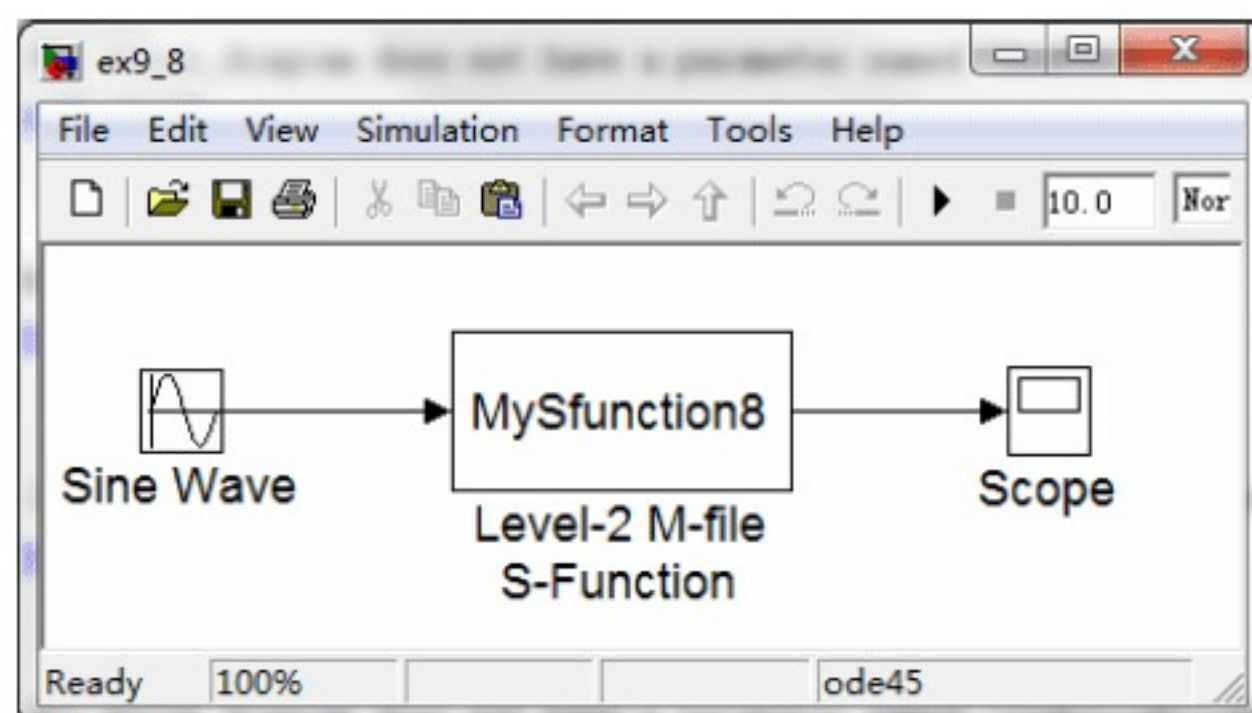 ex9_8
File Edit View Simulation Format Tools Help
10.0 Nor
MySfunction8
Sine Wave
Level-2 M-file
S-Function
Scope
Ready 100% ode45